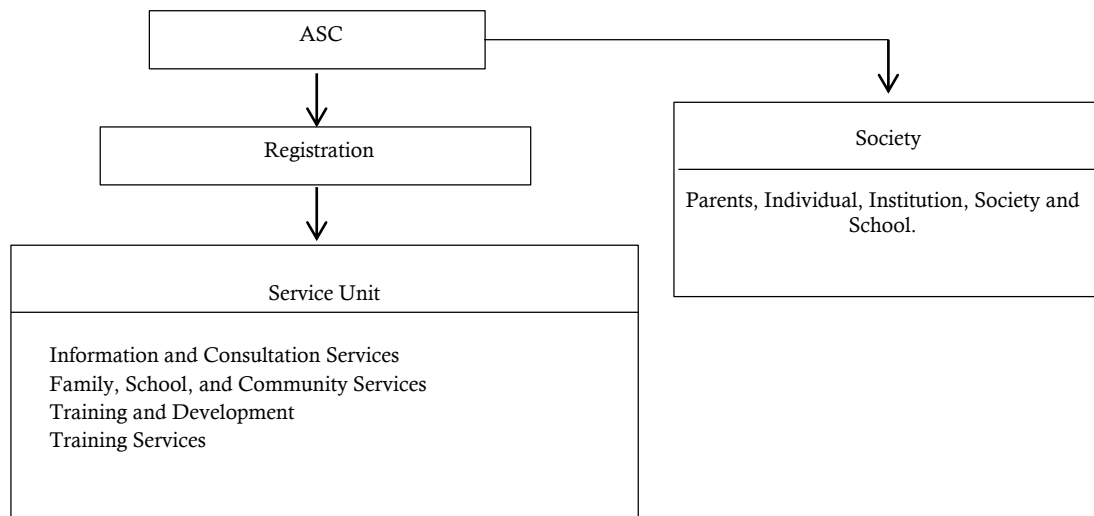 ASC
Registration
Society
Parents, Individual, Institution, Society and
School.
Service Unit
Information and Consultation Services
Family, School, and Community Services
Training and Development
Training Services